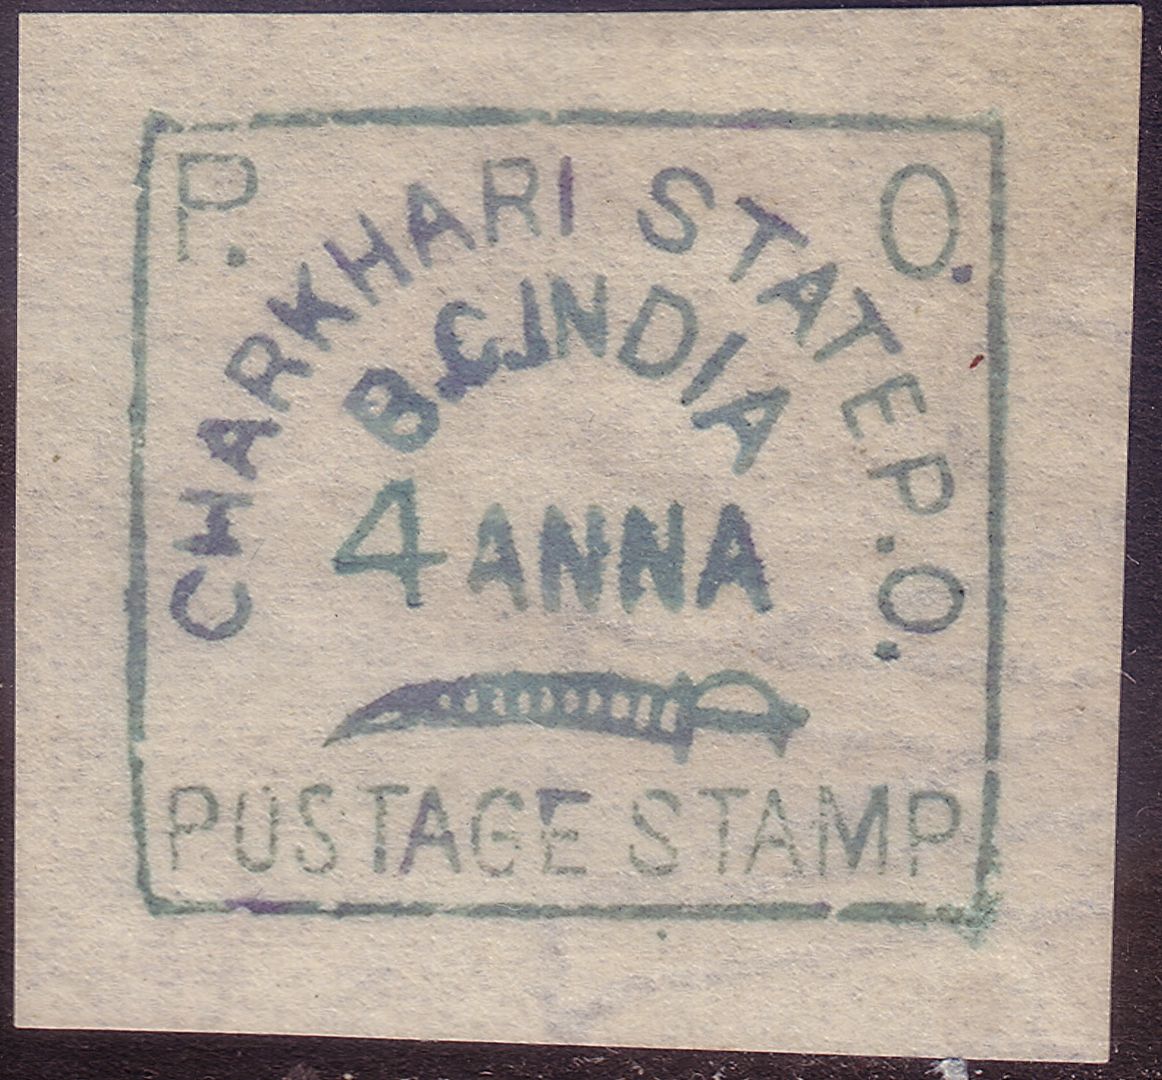 P. O.
CHARKHARI STATE P.O.
B.C.INDIA
4 ANNA
POSTAGE STAMP